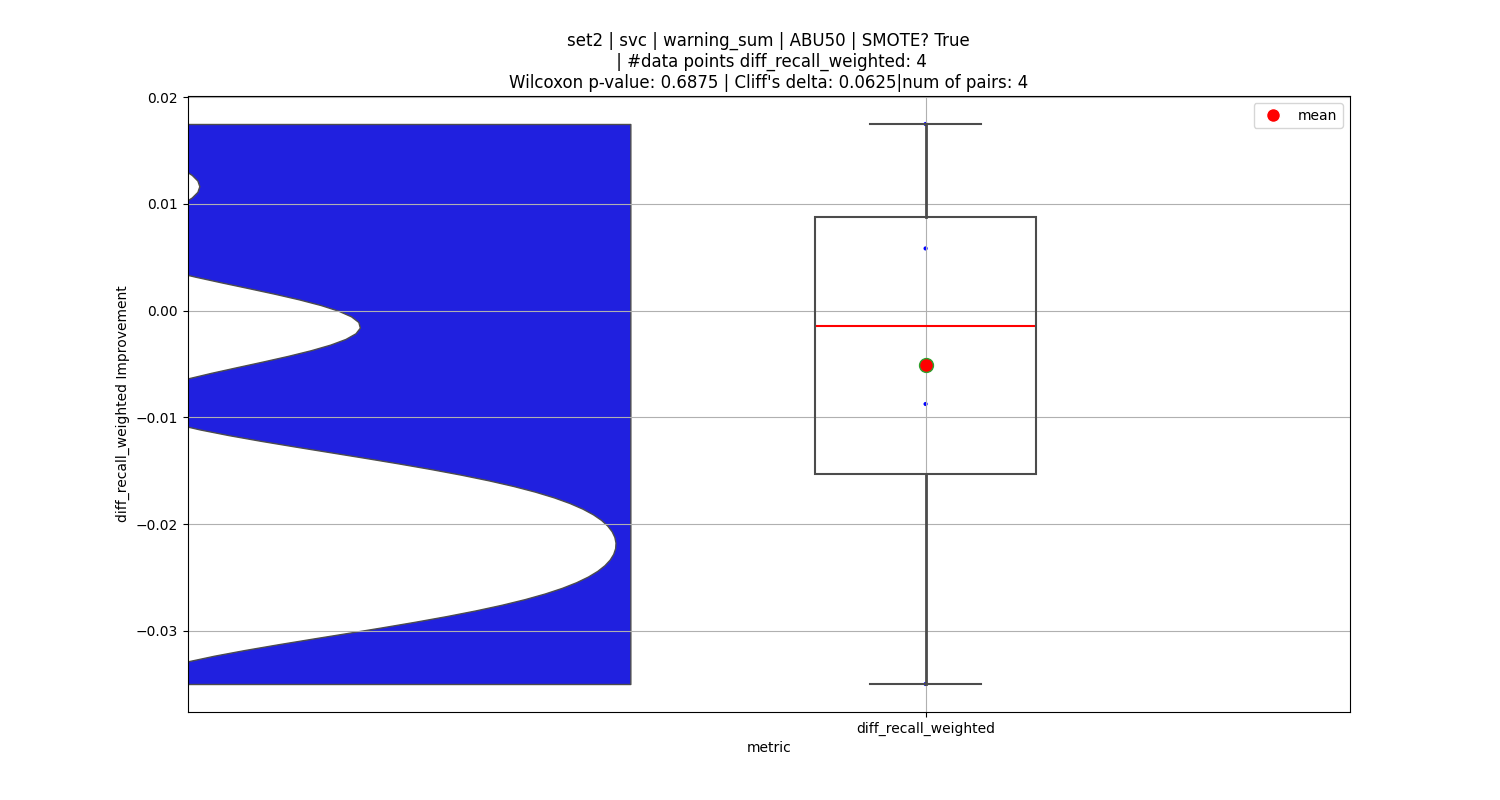 set2 | svc | warning_sum | ABU50 | SMOTE? True
| #data points diff_recall_weighted: 4
Wilcoxon p-value: 0.6875 | Cliff's delta: 0.0625|num of pairs: 4
mean
0.02
0.01
0.00
−0.01
−0.02
−0.03
diff_recall_weighted Improvement
diff_recall_weighted
metric